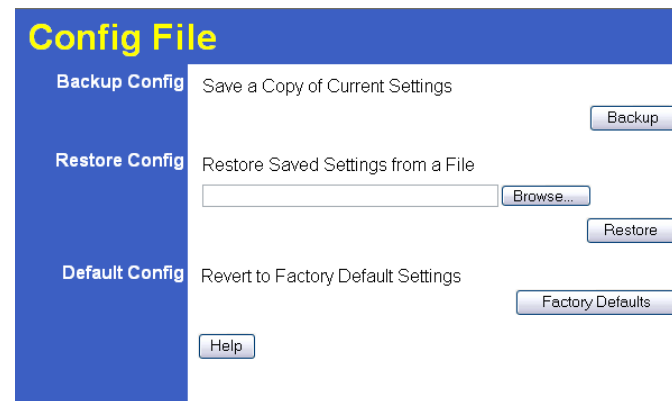 Config File
Backup Config Save a Copy of Current Settings
Backup
Restore Config Restore Saved Settings from a File
Browse...
Restore
Default Config Revert to Factory Default Settings
Factory Defaults
Help